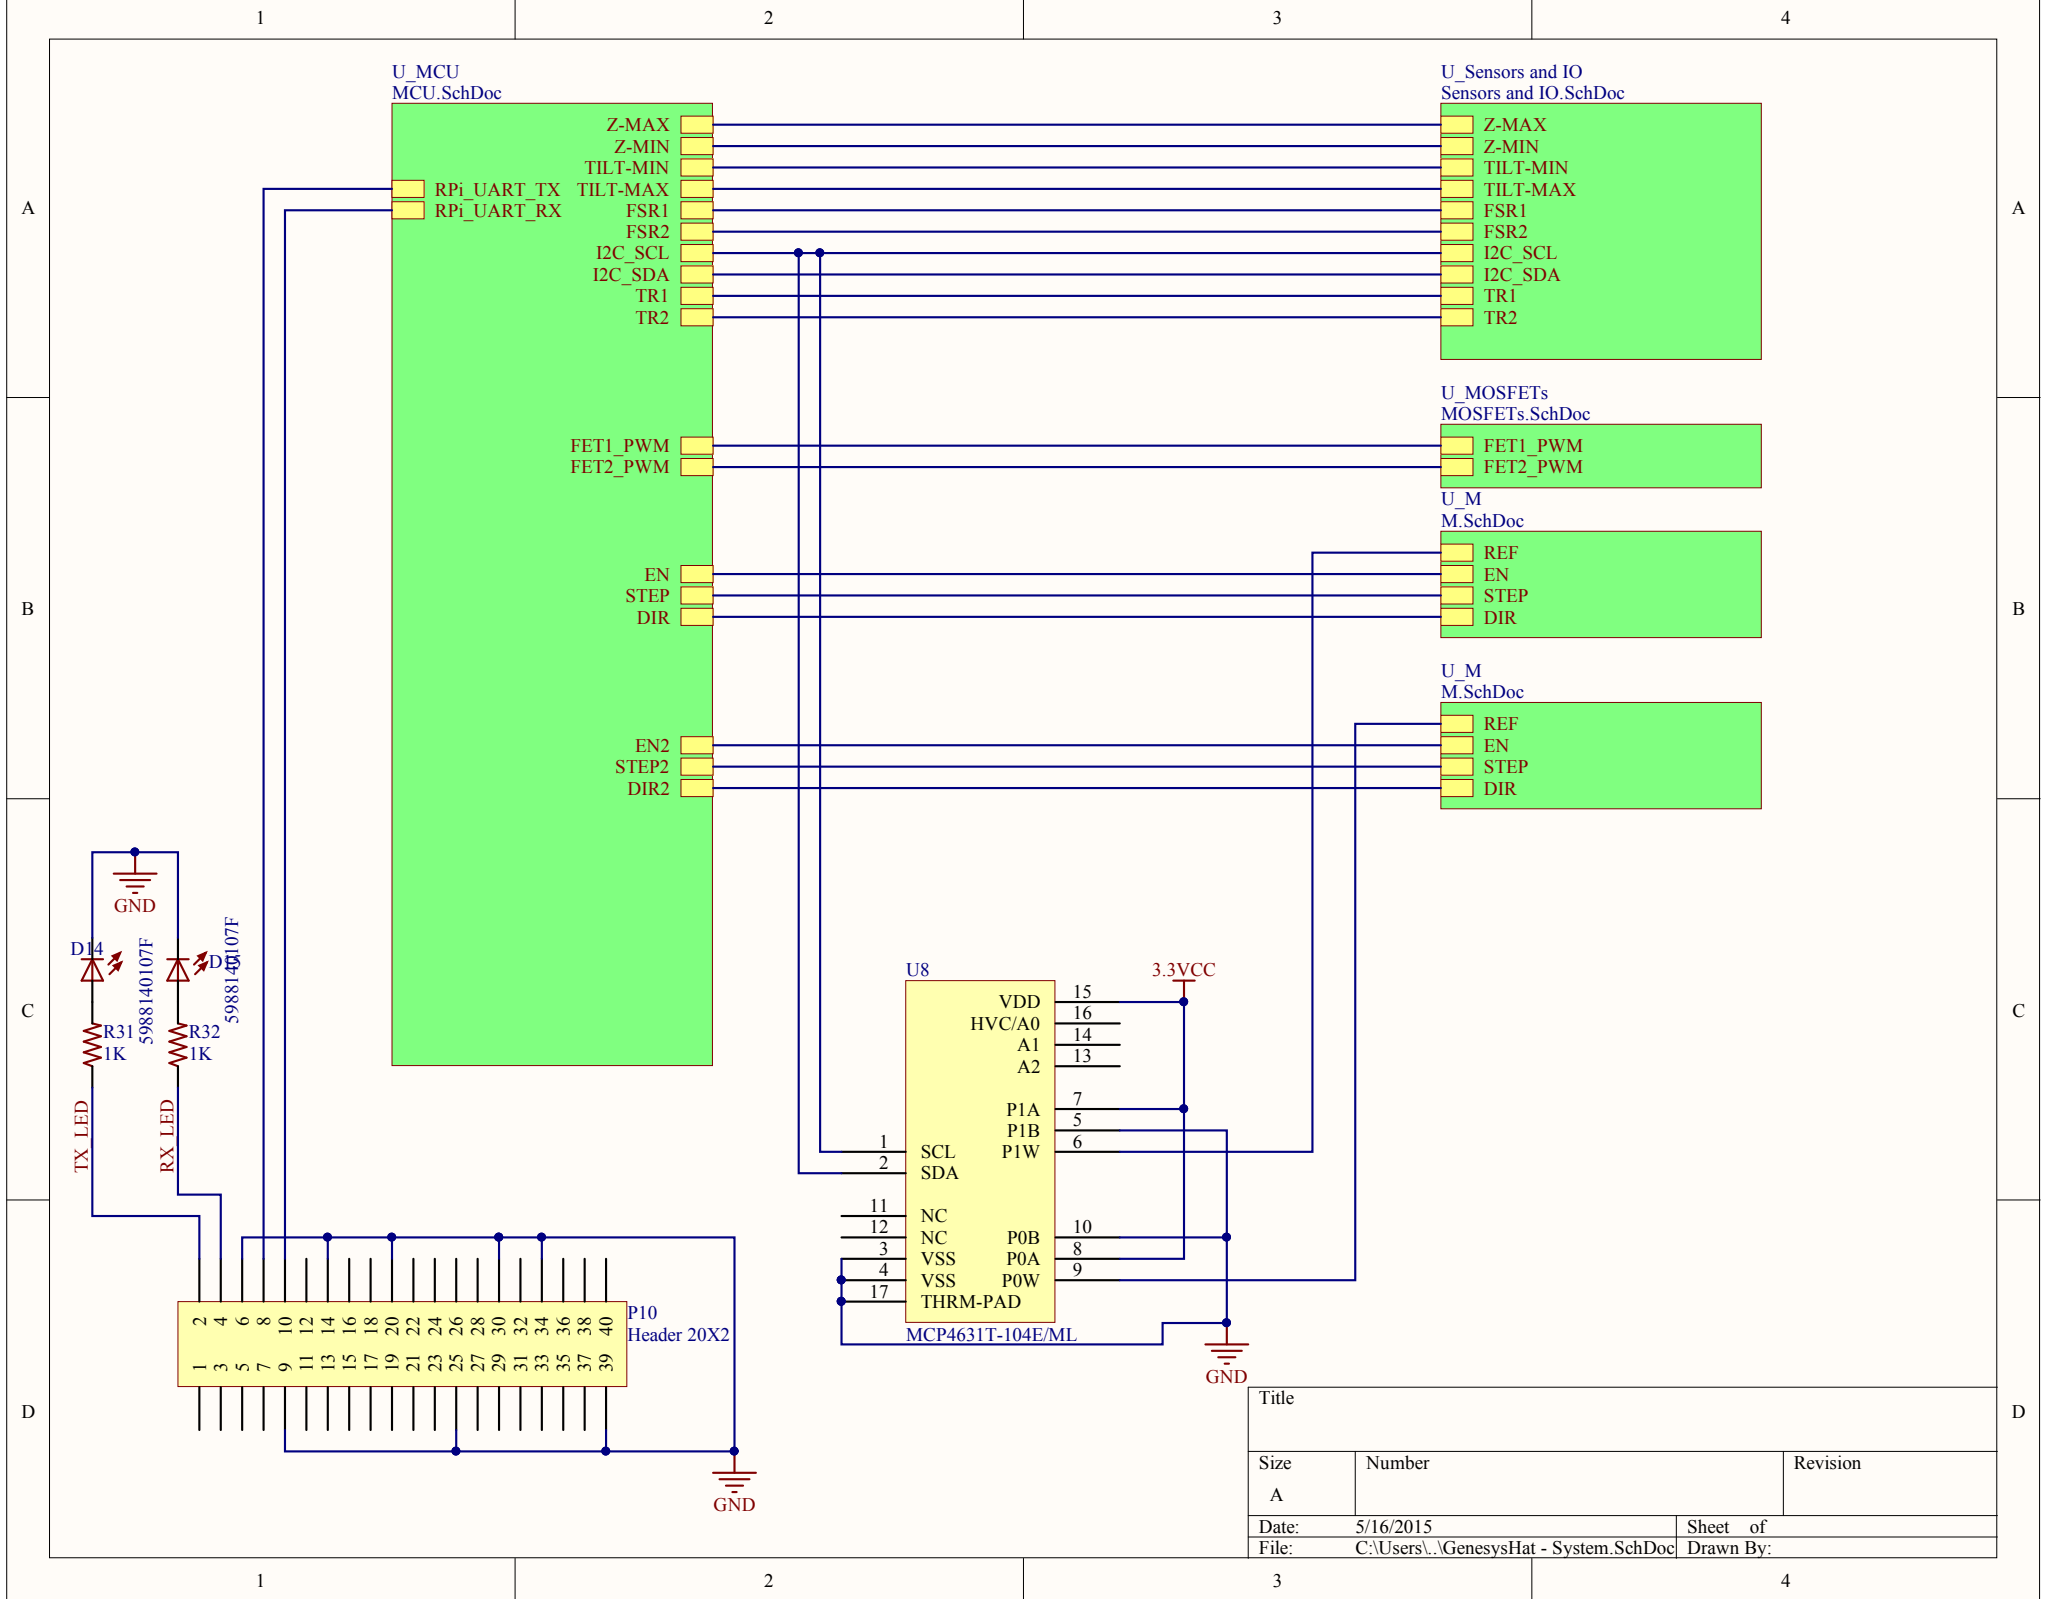 1 2 3 4
A
B
C
D
A
B
C
D
U_MCU
MCU.SchDoc
Z-MAX
Z-MIN
TILT-MIN
RPi_UART_TX TILT-MAX
RPi_UART_RX FSR1
FSR2
I2C_SCL
I2C_SDA
TR1
TR2
FET1_PWM
FET2_PWM
EN
STEP
DIR
EN2
STEP2
DIR2
U_Sensors and IO
Sensors and IO.SchDoc
Z-MAX
Z-MIN
TILT-MIN
TILT-MAX
FSR1
FSR2
I2C_SCL
I2C_SDA
TR1
TR2
U_MOSFETs
MOSFETs.SchDoc
FET1_PWM
FET2_PWM
U_M
M.SchDoc
REF
EN
STEP
DIR
U_M
M.SchDoc
REF
EN
STEP
DIR
GND
D14
5988140107F
D15
5988140107F
R31
1K
R32
1K
TX_LED
RX_LED
U8
3.3VCC
VDD 15
HVC/A0 16
A1 14
A2 13
P1A 7
P1B 5
1 SCL P1W 6
2 SDA
11 NC
12 NC P0B 10
3 VSS P0A 8
4 VSS P0W 9
17 THRM-PAD
MCP4631T-104E/ML
GND
2 4 6 8 10 12 14 16 18 20 22 24 26 28 30 32 34 36 38 40
1 3 5 7 9 11 13 15 17 19 21 23 25 27 29 31 33 35 37 39
P10
Header 20X2
GND
Title
Size Number Revision
A
Date: 5/16/2015 Sheet of
File: C:\Users\..\GenesysHat - System.SchDoc Drawn By:
1 2 3 4